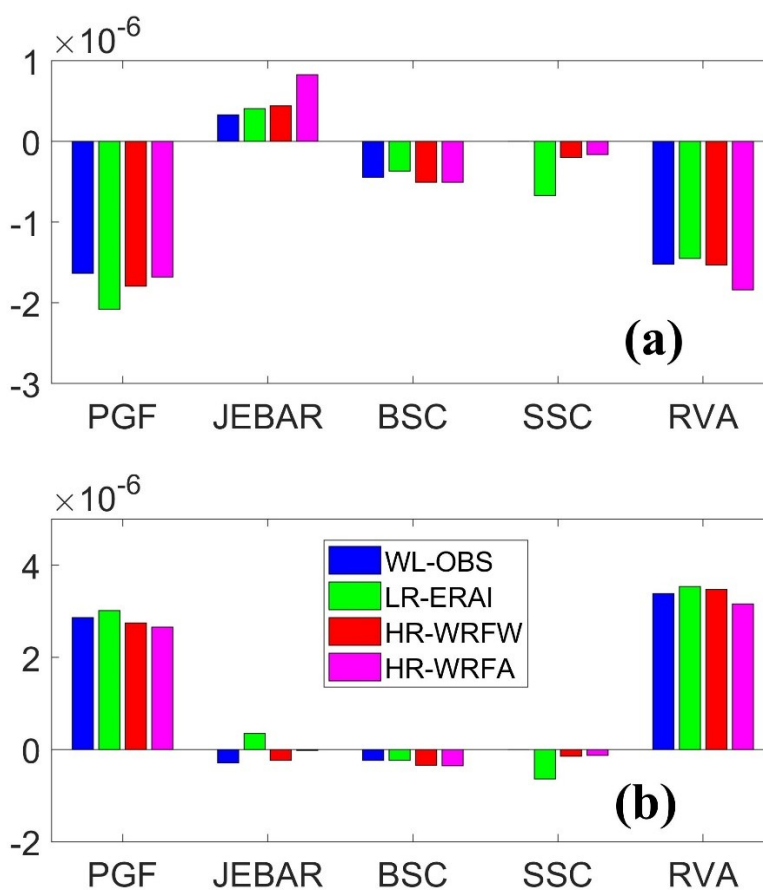 ×10-6
1
0
-1
-2
-3
PGF JEBAR BSC SSC RVA
(a)
×10-6
4
2
0
-2
WL-OBS
LR-ERAI
HR-WRFW
HR-WRFA
(b)
PGF JEBAR BSC SSC RVA